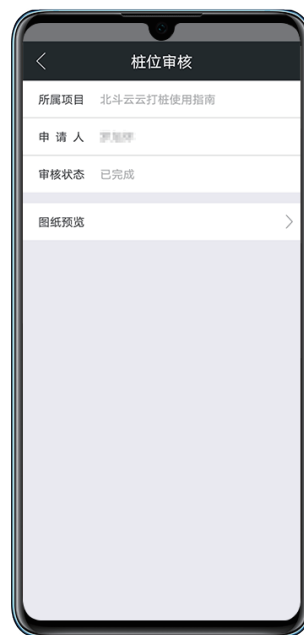 桩位审核
所属项目 北斗云云打桩使用指南
申请人
审核状态 已完成
图纸预览